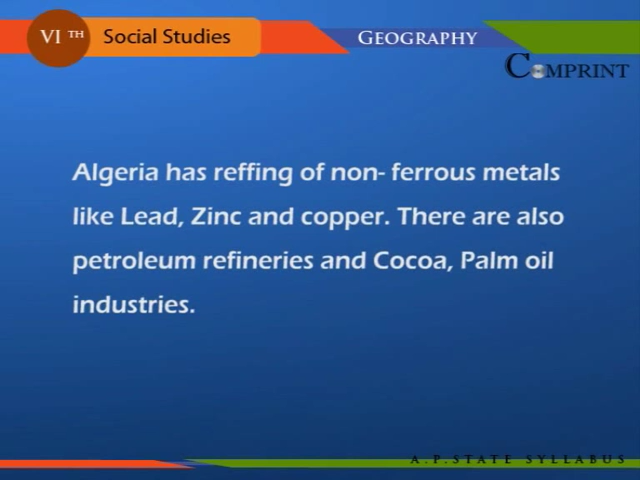 VI TH Social Studies
GEOGRAPHY
COMPRINT
Algeria has reffing of non- ferrous metals
like Lead, Zinc and copper. There are also
petroleum refineries and Cocoa, Palm oil
industries.
A.P.STATE SYLLABUS